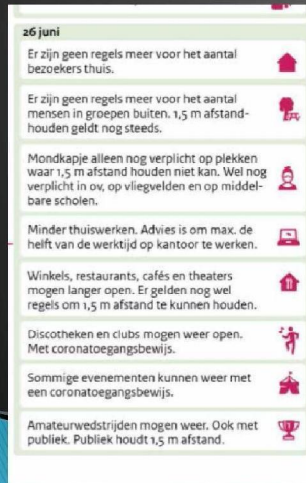 26 juni
Er zijn geen regels meer voor het aantal
bezoekers thuis.
Er zijn geen regels meer voor het aantal
mensen in groepen buiten. 1,5 m afstand-
houden geldt nog steeds.
Mondkapje alleen nog verplicht op plekken
waar 1,5 m afstand houden niet kan. Wel nog
verplicht in ov, op vliegvelden en op middel-
bare scholen.
Minder thuiswerken. Advies is om max. de
helft van de werktijd op kantoor te werken.
Winkels, restaurants, cafés en theaters
mogen langer open. Er gelden nog wel
regels om 1,5 m afstand te kunnen houden.
Discotheken en clubs mogen weer open.
Met coronatoegangsbewijs.
Sommige evenementen kunnen weer met
een coronatoegangsbewijs.
Amateurwedstrijden mogen weer. Ook met
publiek. Publiek houdt 1,5 m afstand.